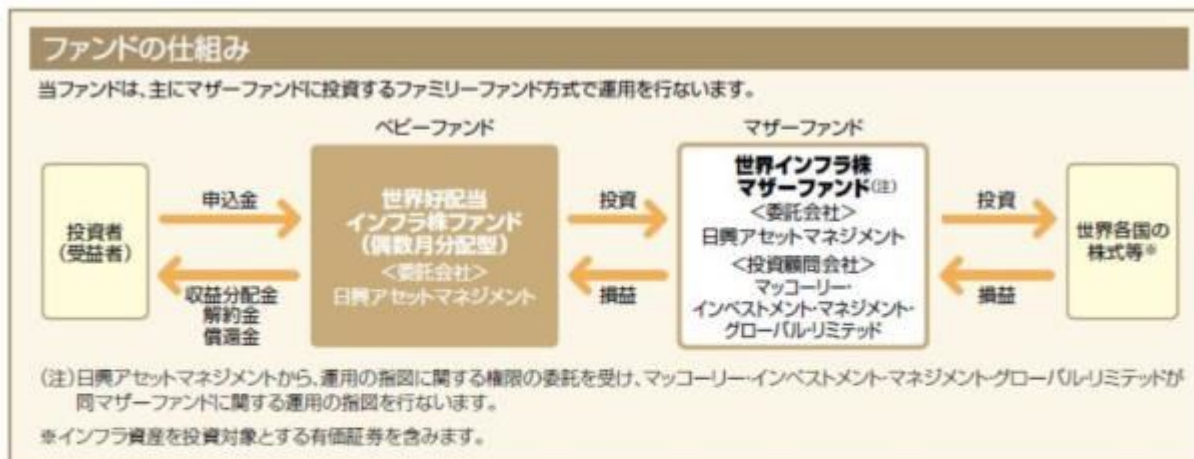 ファンドの仕組み
当ファンドは、主にマザーファンドに投資するファミリーファンド方式で運用を行ないます。
ベビーファンド
マザーファンド
投資者
(受益者)
申込金
収益分配金
解約金
償還金
世界好配当
インフラ株ファンド
(偶数月分配型)
<委託会社>
日興アセットマネジメント
投資
損益
世界インフラ株
マザーファンド(注)
<委託会社>
日興アセットマネジメント
<投資顧問会社>
マッコーリー・
インベストメント・マネジメント・
グローバル・リミテッド
投資
損益
世界各国の
株式等※
(注)日興アセットマネジメントから、運用の指図に関する権限の委託を受け、マッコーリー・インベストメント・マネジメント・グローバル・リミテッドが
同マザーファンドに関する運用の指図を行ないます。
※インフラ資産を投資対象とする有価証券を含みます。